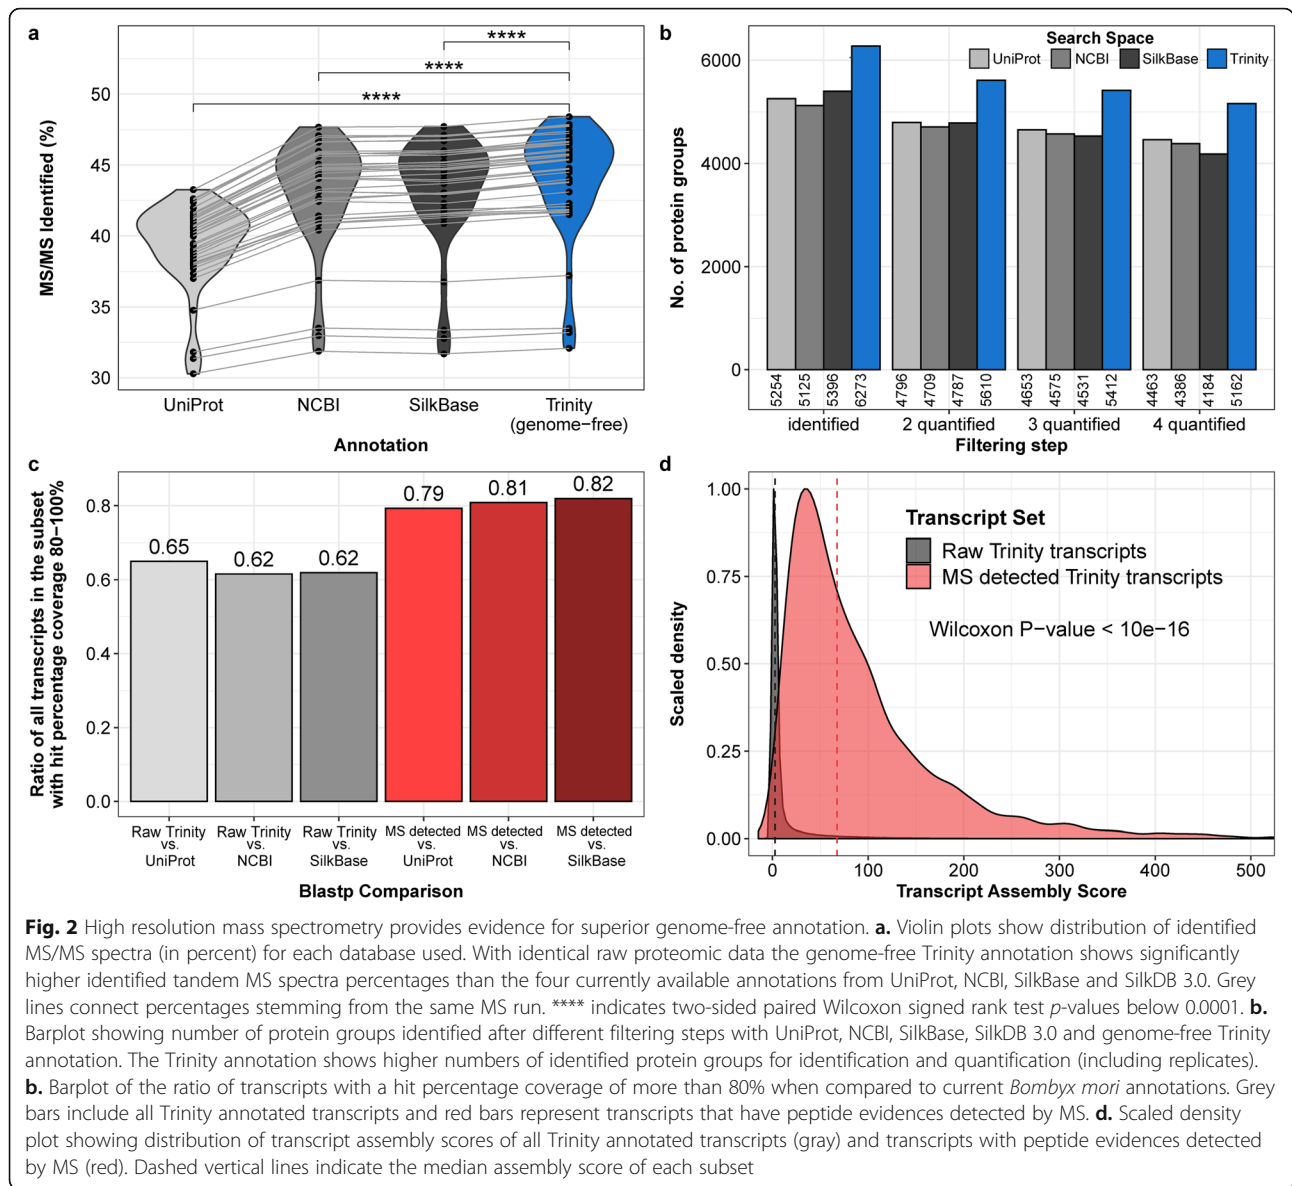 a
****
****
****
50
45
40
35
30
MS/MS Identified (%)
UniProt
NCBI
SilkBase
Trinity
(genome-free)
Annotation
b
Search Space
UniProt
NCBI
SilkBase
Trinity
6000
4000
2000
0
No. of protein groups
5254
5125
5396
6273
4796
4709
4787
5610
4653
4575
4531
5412
4463
4386
4184
5162
identified
2 quantified
3 quantified
4 quantified
Filtering step
c
Ratio of all transcripts in the subset
with hit percentage coverage 80−100%
0.8
0.6
0.4
0.2
0.0
0.65
0.62
0.62
0.79
0.81
0.82
Raw Trinity
vs.
UniProt
Raw Trinity
vs.
NCBI
Raw Trinity
vs.
SilkBase
MS detected
vs.
UniProt
MS detected
vs.
NCBI
MS detected
vs.
SilkBase
Blastp Comparison
d
1.00
0.75
0.50
0.25
0.00
Scaled density
Transcript Set
Raw Trinity transcripts
MS detected Trinity transcripts
Wilcoxon P−value < 10e−16
0
100
200
300
400
500
Transcript Assembly Score
Fig. 2 High resolution mass spectrometry provides evidence for superior genome-free annotation. a. Violin plots show distribution of identified
MS/MS spectra (in percent) for each database used. With identical raw proteomic data the genome-free Trinity annotation shows significantly
higher identified tandem MS spectra percentages than the four currently available annotations from UniProt, NCBI, SilkBase and SilkDB 3.0. Grey
lines connect percentages stemming from the same MS run. **** indicates two-sided paired Wilcoxon signed rank test p-values below 0.0001. b.
Barplot showing number of protein groups identified after different filtering steps with UniProt, NCBI, SilkBase, SilkDB 3.0 and genome-free Trinity
annotation. The Trinity annotation shows higher numbers of identified protein groups for identification and quantification (including replicates).
b. Barplot of the ratio of transcripts with a hit percentage coverage of more than 80% when compared to current Bombyx mori annotations. Grey
bars include all Trinity annotated transcripts and red bars represent transcripts that have peptide evidences detected by MS. d. Scaled density
plot showing distribution of transcript assembly scores of all Trinity annotated transcripts (gray) and transcripts with peptide evidences detected
by MS (red). Dashed vertical lines indicate the median assembly score of each subset